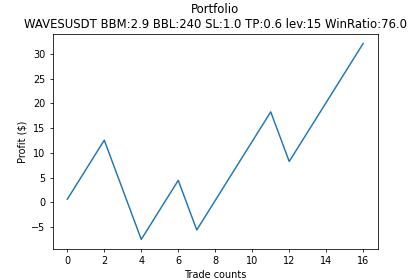 Portfolio
WAVESUSDT BBM:2.9 BBL:240 SL:1.0 TP:0.6 lev:15 WinRatio:76.0
30
25
20
15
10
5
0
−5
Profit ($)
0 2 4 6 8 10 12 14 16
Trade counts